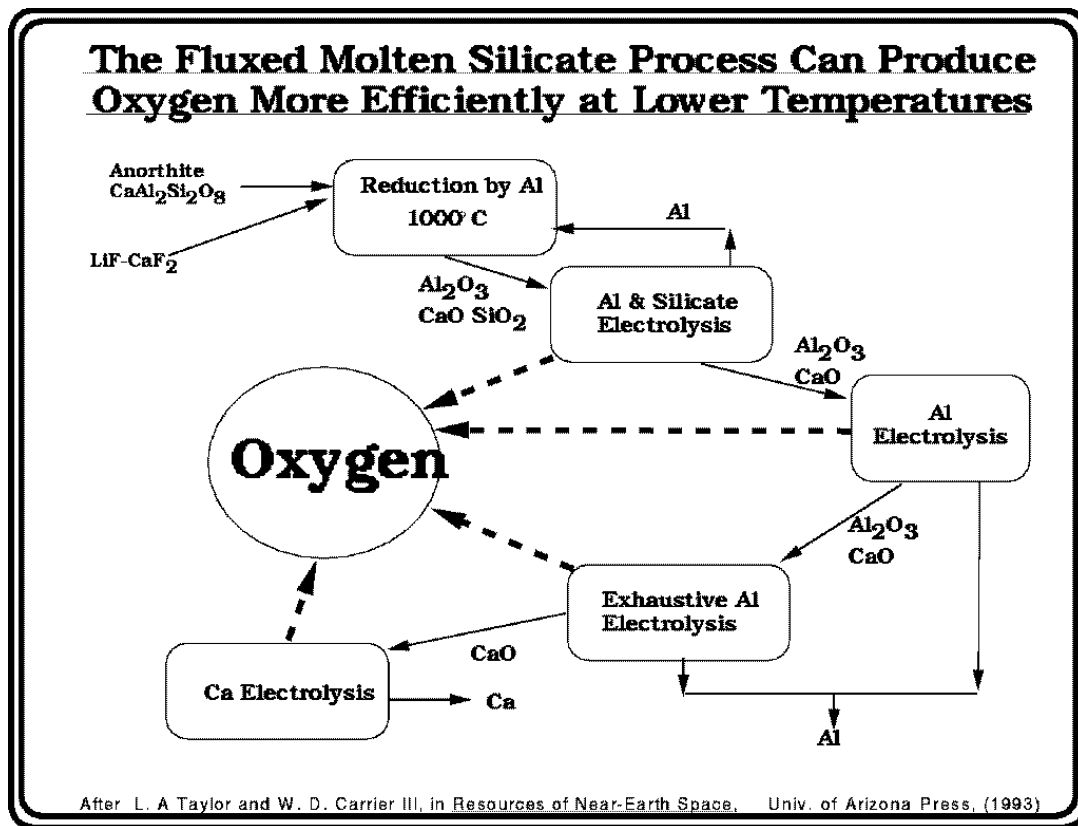 The Fluxed Molten Silicate Process Can Produce
Oxygen More Efficiently at Lower Temperatures
Anorthite
CaAl₂Si₂O₈
LiF-CaF₂
Reduction by Al
1000° C
Al
Al₂O₃
CaO SiO₂
Al & Silicate
Electrolysis
Al₂O₃
CaO
Al
Electrolysis
Oxygen
Al₂O₃
CaO
Exhaustive Al
Electrolysis
CaO
Ca Electrolysis
Ca
Al
After L. A Taylor and W. D. Carrier III, in Resources of Near-Earth Space, Univ. of Arizona Press, (1993)